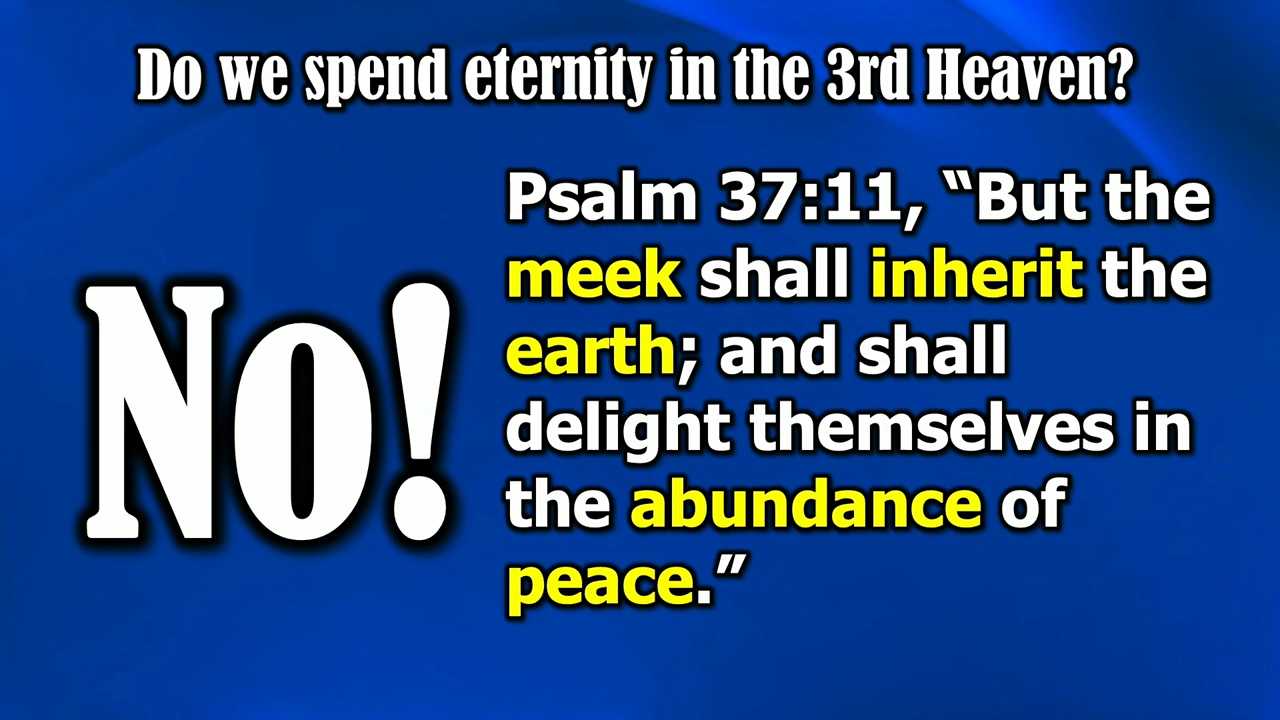 Do we spend eternity in the 3rd Heaven?
No!
Psalm 37:11, “But the
meek shall inherit the
earth; and shall
delight themselves in
the abundance of
peace.”